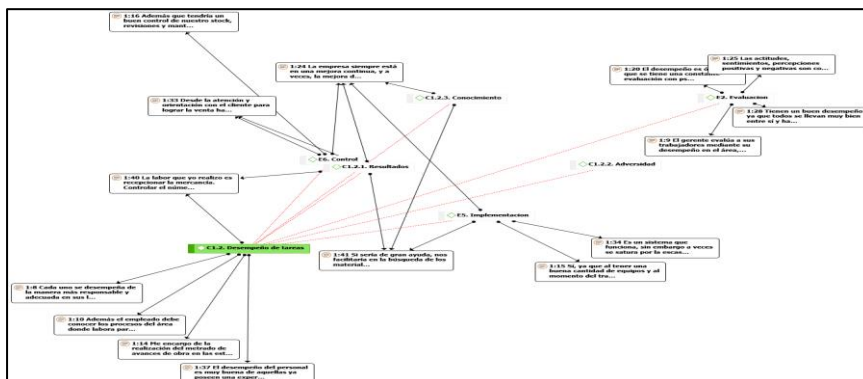 1:16 Además que tendría un
buen control de nuestro stock,
revisiones y mant...
1:24 La empresa siempre está
en una mejora continua, y a
veces, la mejora d...
1:20 El desempeño es
que se tiene una constante
evaluación con
1:25 Las actitudes,
sentimientos, percepciones
positivas y negativas son co...
C1.2.3. Conocimiento
E2. Evaluacion
1:33 Desde la atención y
orientación con el cliente para
lograr la venta ha...
1:28 Tienen un buen desempeño
ya que todos se llevan muy bien
entre ei y ha...
1:9 El gerente evalúa a sus
trabajadores mediante su
desempeño en el área,...
E6. Control
C1.2.1. Resultados
C1.2.2. Adversidad
1:40 La labor que yo realizo es
recepcionar la mercancía.
Controlar el núme...
E5. Implementacion
C1.2. Desempeño de tareas
1:34 Es un sistema que
funciona, sin embargo a veces
se satura por la escas...
1:41 Si sería de gran ayuda, nos
facilitaría en la búsqueda de los
material...
1:15 Sí, ya que al tener una
buena cantidad de equipos y al
momento del tra...
1:8 Cada uno se desempeña de
la manera más responsable y
adecuada en sus l...
1:10 Además el empleado debe
conocer los procesos del área
donde labora par...
1:14 Me encargo de la
realización del metrado de
avances de obra en las est...
1:37 El desempeño del personal
es muy buena de aquellas ya
poseen una exper...